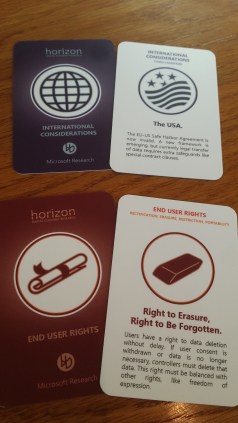 horizon
INTERNATIONAL
CONSIDERATIONS
Microsoft Research
INTERNATIONAL
CONSIDERATIONS
The USA.
The EU-US Safe Harbor Agreement is
now invalid. A new framework is
emerging, but currently legal transfer
of data requires extra safeguards like
special contract clauses.
horizon
END USER RIGHTS
Microsoft Research
END USER RIGHTS
Right to Erasure,
Right to Be Forgotten.
Users have a right to data deletion
without delay. If user consent is
withdrawn or data is no longer
necessary, controllers must delete that
data. This right must be balanced with
other rights, like freedom of
expression.